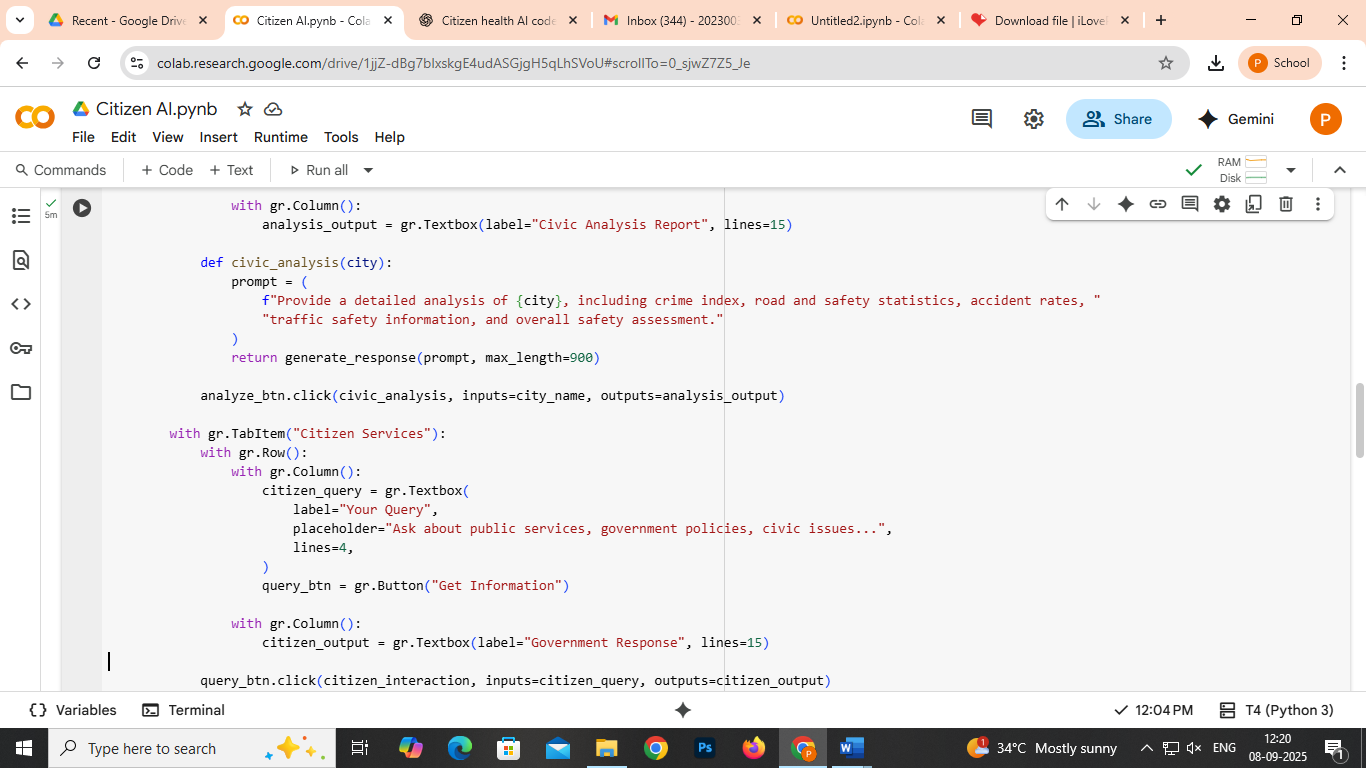 Recent - Google Drive
Citizen AI.pynb - Cola
Citizen health AI code
Inbox (344) - 202300
Untitled2.ipynb - Cola
Download file | iLove
colab.research.google.com/drive/1jjZ-dBg7blxskgE4udASGjgH5qLhSVoU#scrollTo=0_sjwZ7Z5_Je
P
School
Citizen AI.pynb
File Edit View Insert Runtime Tools Help
Share
Gemini
P
Commands + Code + Text Run all
RAM
Disk
5m
with gr.Column():
analysis_output = gr.Textbox(label="Civic Analysis Report", lines=15)
def civic_analysis(city):
prompt = (
f"Provide a detailed analysis of {city}, including crime index, road and safety statistics, accident rates, "
"traffic safety information, and overall safety assessment."
)
return generate_response(prompt, max_length=900)
analyze_btn.click(civic_analysis, inputs=city_name, outputs=analysis_output)
with gr.TabItem("Citizen Services"):
with gr.Row():
with gr.Column():
citizen_query = gr.Textbox(
label="Your Query",
placeholder="Ask about public services, government policies, civic issues...",
lines=4,
)
query_btn = gr.Button("Get Information")
with gr.Column():
citizen_output = gr.Textbox(label="Government Response", lines=15)
query_btn.click(citizen_interaction, inputs=citizen_query, outputs=citizen_output)
Variables Terminal
12:04 PM T4 (Python 3)
Type here to search
34°C Mostly sunny
ENG
12:20
08-09-2025
1